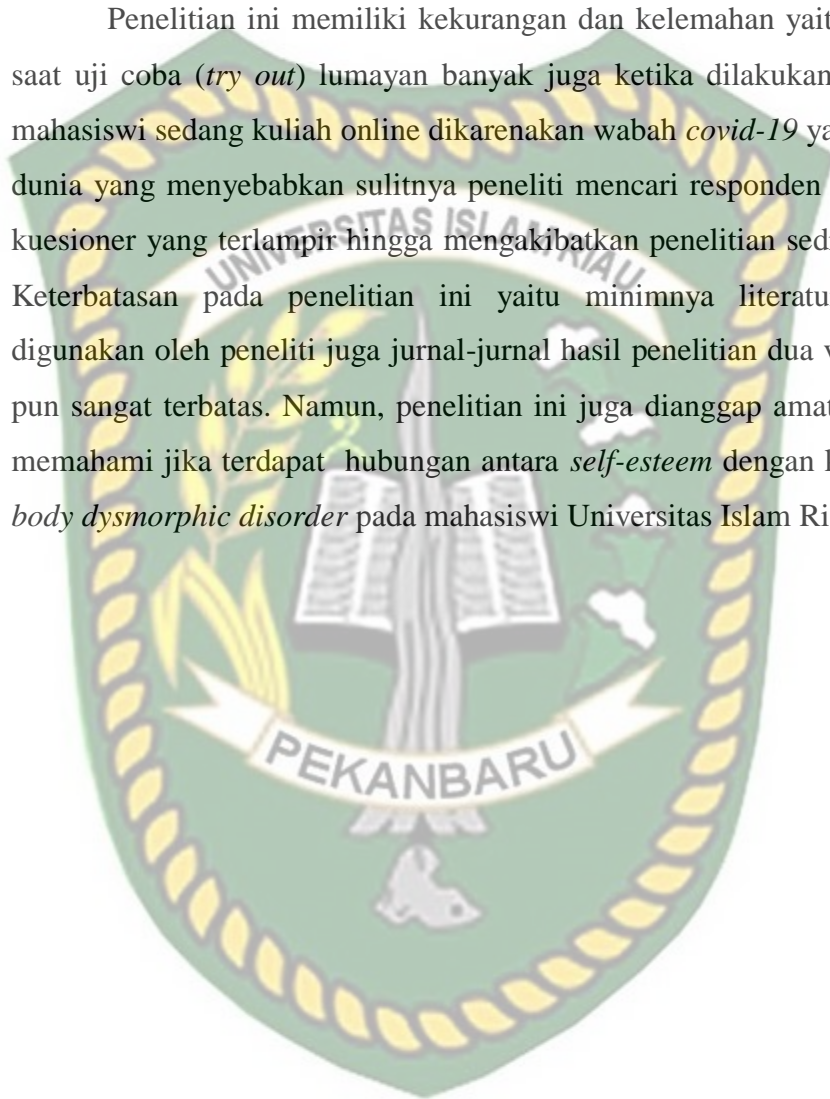 Penelitian ini memiliki kekurangan dan kelemahan yait
saat uji coba (try out) lumayan banyak juga ketika dilakukan
mahasiswi sedang kuliah online dikarenakan wabah covid-19 ya
dunia yang menyebabkan sulitnya peneliti mencari responden
kuesioner yang terlampir hingga mengakibatkan penelitian sedi
Keterbatasan pada penelitian ini yaitu minimnya literatu
digunakan oleh peneliti juga jurnal-jurnal hasil penelitian dua v
pun sangat terbatas. Namun, penelitian ini juga dianggap amat
memahami jika terdapat hubungan antara self-esteem dengan
body dysmorphic disorder pada mahasiswi Universitas Islam Ri
UNIVERSITAS ISLAM RIAU
PEKANBARU